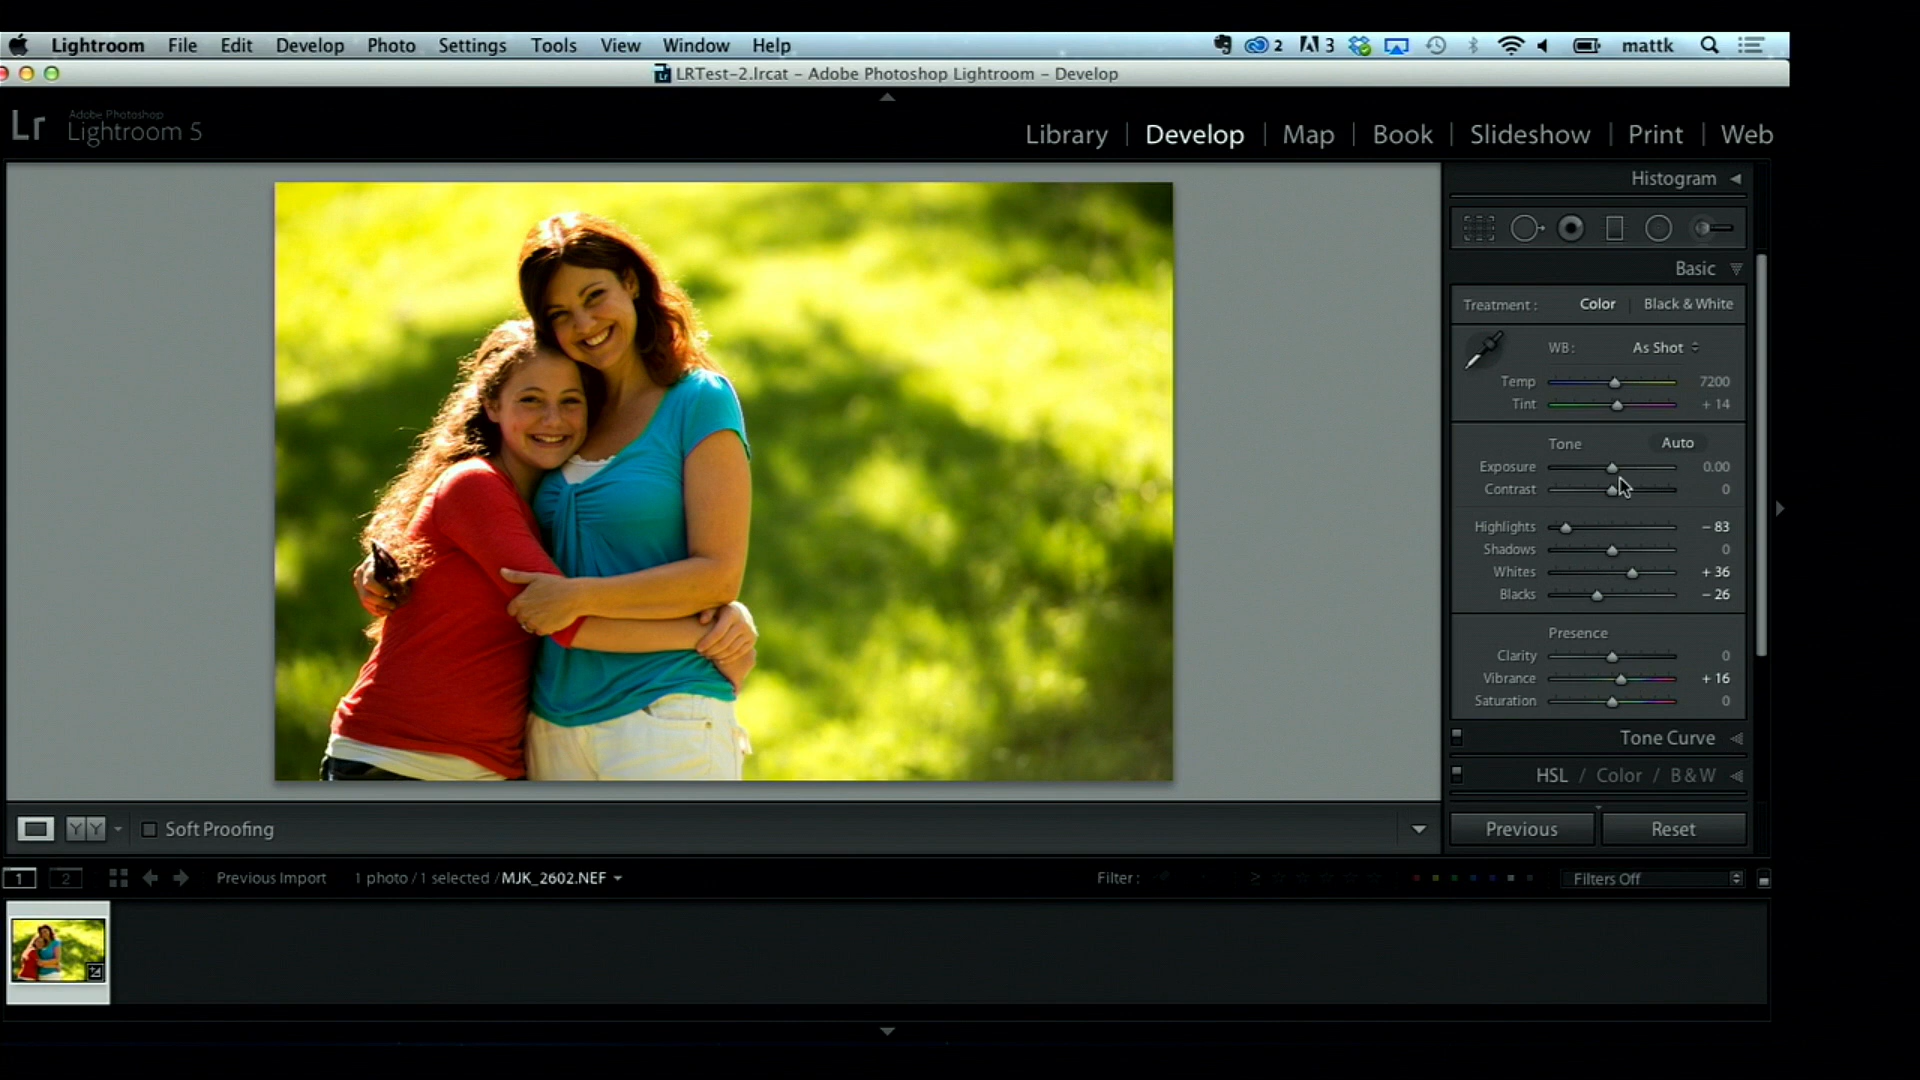 Lightroom File Edit Develop Photo Settings Tools View Window Help 2 3 mattk
LRTest-2.lrcat - Adobe Photoshop Lightroom - Develop
Lr Adobe Photoshop
Lightroom 5
Library | Develop | Map | Book | Slideshow | Print | Web
Histogram
Basic
Treatment : Color | Black & White
WB: As Shot
Temp 7200
Tint + 14
Tone Auto
Exposure 0.00
Contrast 0
Highlights - 83
Shadows 0
Whites + 36
Blacks - 26
Presence
Clarity 0
Vibrance + 16
Saturation 0
Tone Curve
HSL / Color / B & W
Previous Reset
YY Soft Proofing
1 2 Previous Import 1 photo / 1 selected / MJK_2602.NEF Filter : Filters Off